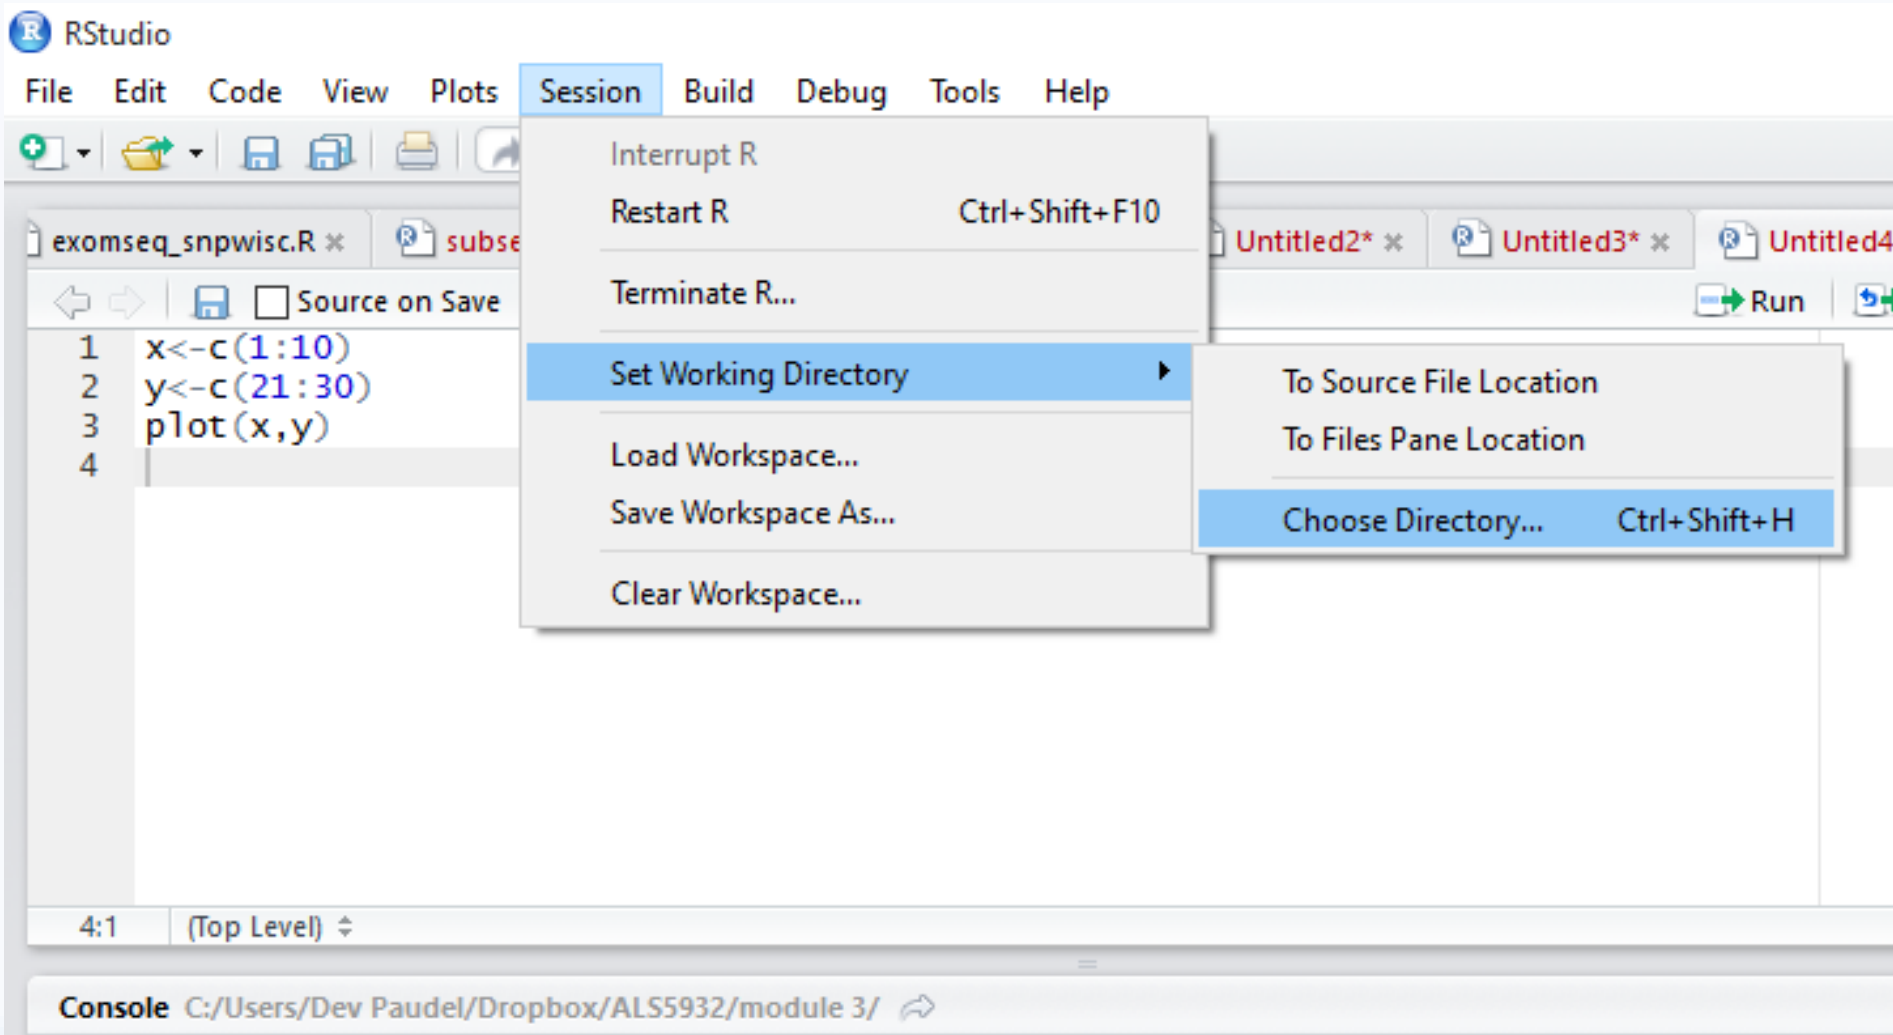 RStudio
File Edit Code View Plots Session Build Debug Tools Help
Interrupt R
Restart R Ctrl+Shift+F10
Terminate R...
Set Working Directory
Load Workspace...
Save Workspace As...
Clear Workspace...
To Source File Location
To Files Pane Location
Choose Directory... Ctrl+Shift+H
exomseq_snpwisc.R subse Untitled2* Untitled3* Untitled4
Source on Save Run
1 x<-c(1:10)
2 y<-c(21:30)
3 plot(x,y)
4
4:1 (Top Level)
Console C:/Users/Dev Paudel/Dropbox/ALS5932/module 3/